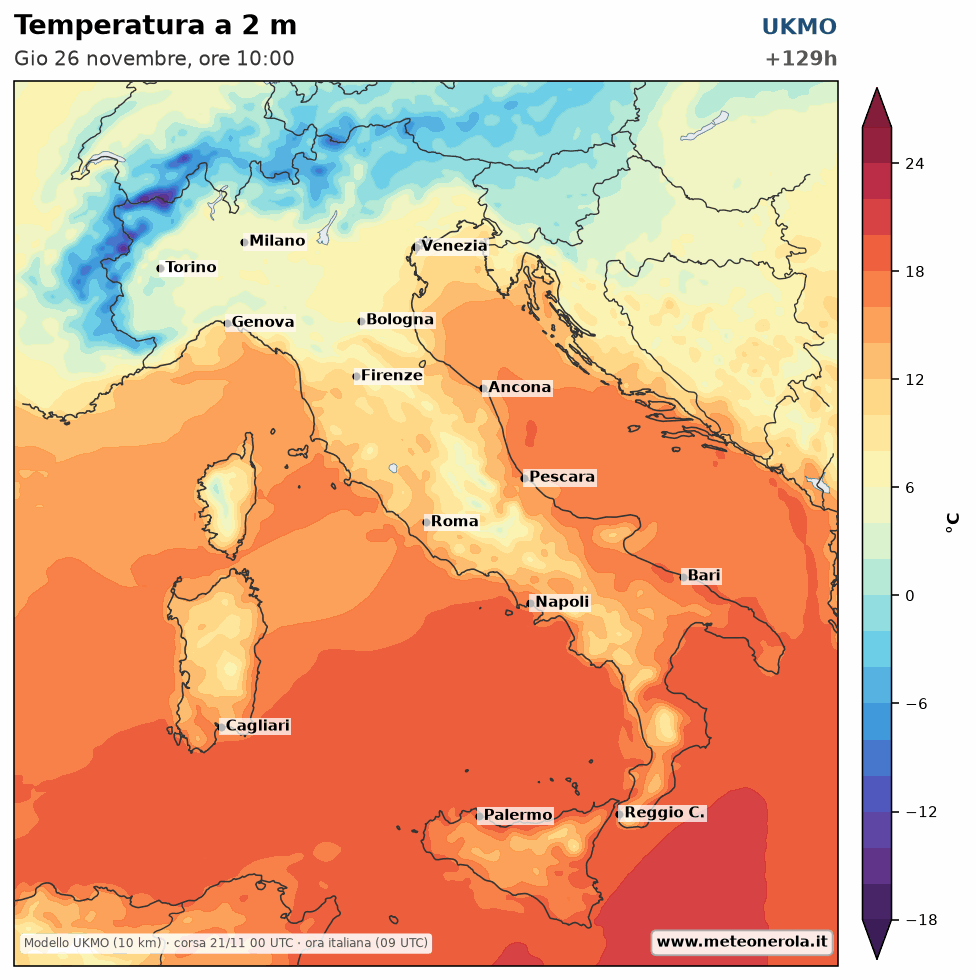 Temperatura a 2 m
UKMO
Gio 26 novembre, ore 10:00
+129h
Milano
Venezia
Torino
Genova
Bologna
Firenze
Ancona
Pescara
Roma
Bari
Napoli
Cagliari
Palermo
Reggio C.
24
18
12
6
0
−6
−12
−18
°C
Modello UKMO (10 km) · corsa 21/11 00 UTC · ora italiana (09 UTC)
www.meteonerola.it